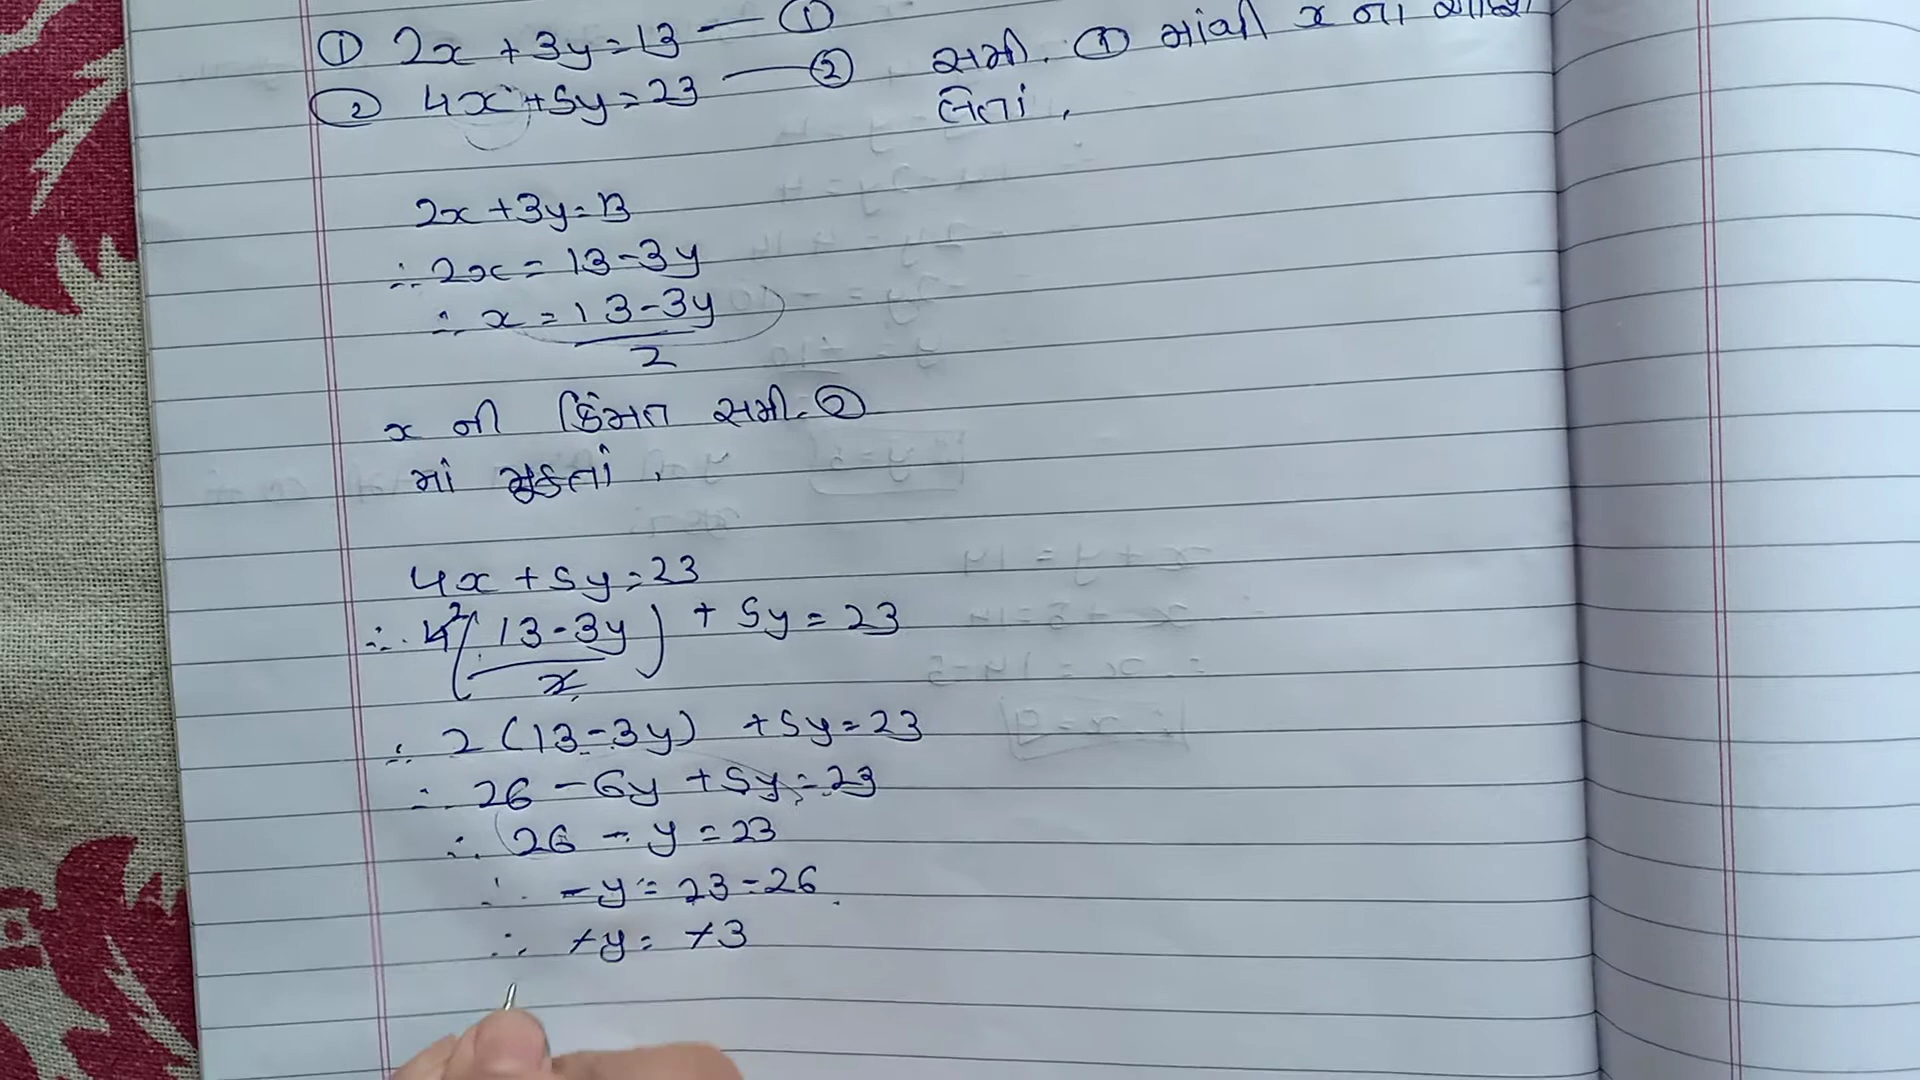 ① 2x + 3y = 13 — ①
② 4x + 5y = 23 — ②
2x + 3y = 13
∴ 2x = 13 - 3y
∴ x = 13 - 3y
2
x ની કિંમત સમી. ②
માં મુકતાં,
4x + 5y = 23
∴ 4² ( 13 - 3y ) + 5y = 23
2
∴ 2 (13 - 3y) + 5y = 23
∴ 26 - 6y + 5y = 23
∴ 26 - y = 23
∴ - y = 23 - 26
∴ - y = - 3
સમી. ① માંથી x ના
લેતાં,